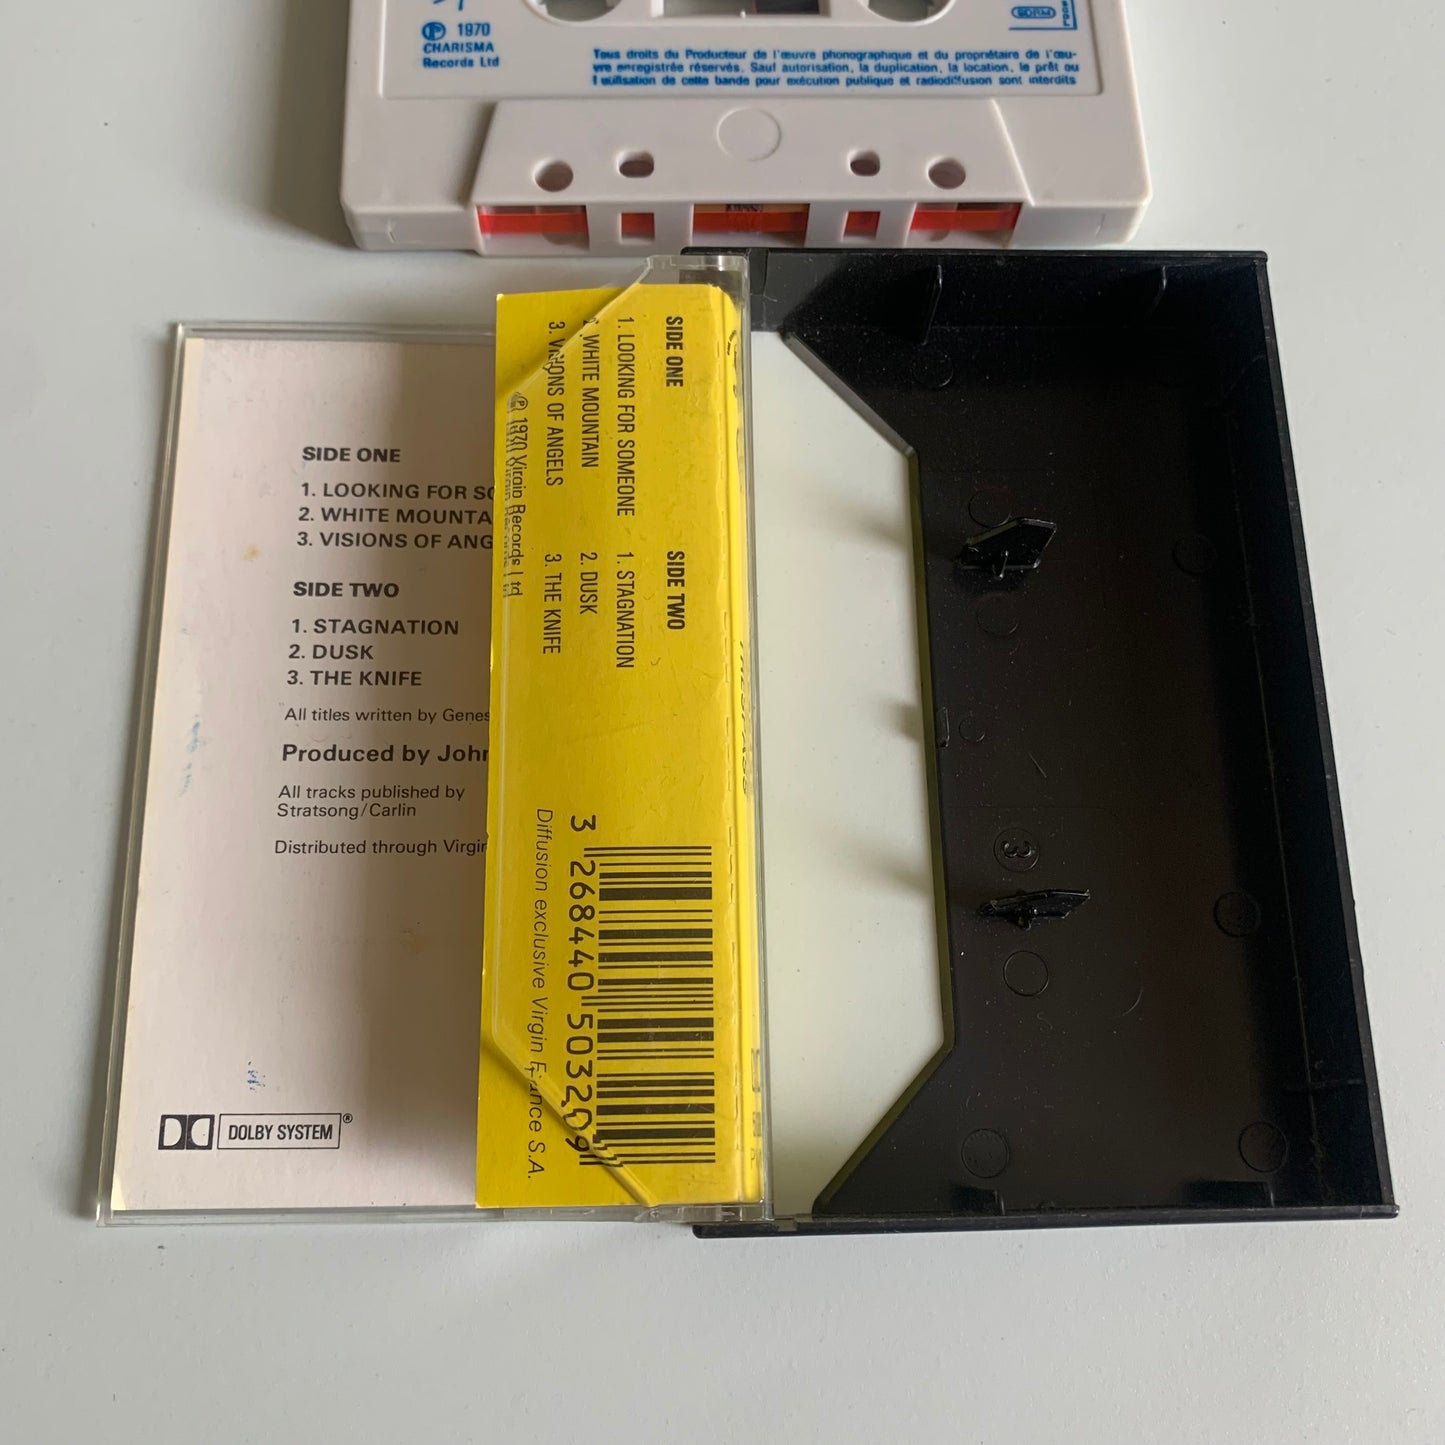 ℗ 1970
CHARISMA
Records Ltd
Tous droits du Producteur de l'œuvre phonographique et du propriétaire de l'œu-
vre enregistrée réservés. Sauf autorisation, la duplication, la location, le prêt ou
l'utilisation de cette bande pour exécution publique et radiodiffusion sont interdits
SDRM
SIDE ONE
1. LOOKING FOR SO
2. WHITE MOUNTA
3. VISIONS OF ANG
SIDE TWO
1. STAGNATION
2. DUSK
3. THE KNIFE
All titles written by Genes
Produced by John
All tracks published by
Stratsong/Carlin
Distributed through Virgin
DOLBY SYSTEM®
SIDE ONE
1. LOOKING FOR SOMEONE
2. WHITE MOUNTAIN
3. VISIONS OF ANGELS
SIDE TWO
1. STAGNATION
2. DUSK
3. THE KNIFE
℗ 1970 Virgin Records Ltd
3 268440 503209
Diffusion exclusive Virgin France S.A.
3